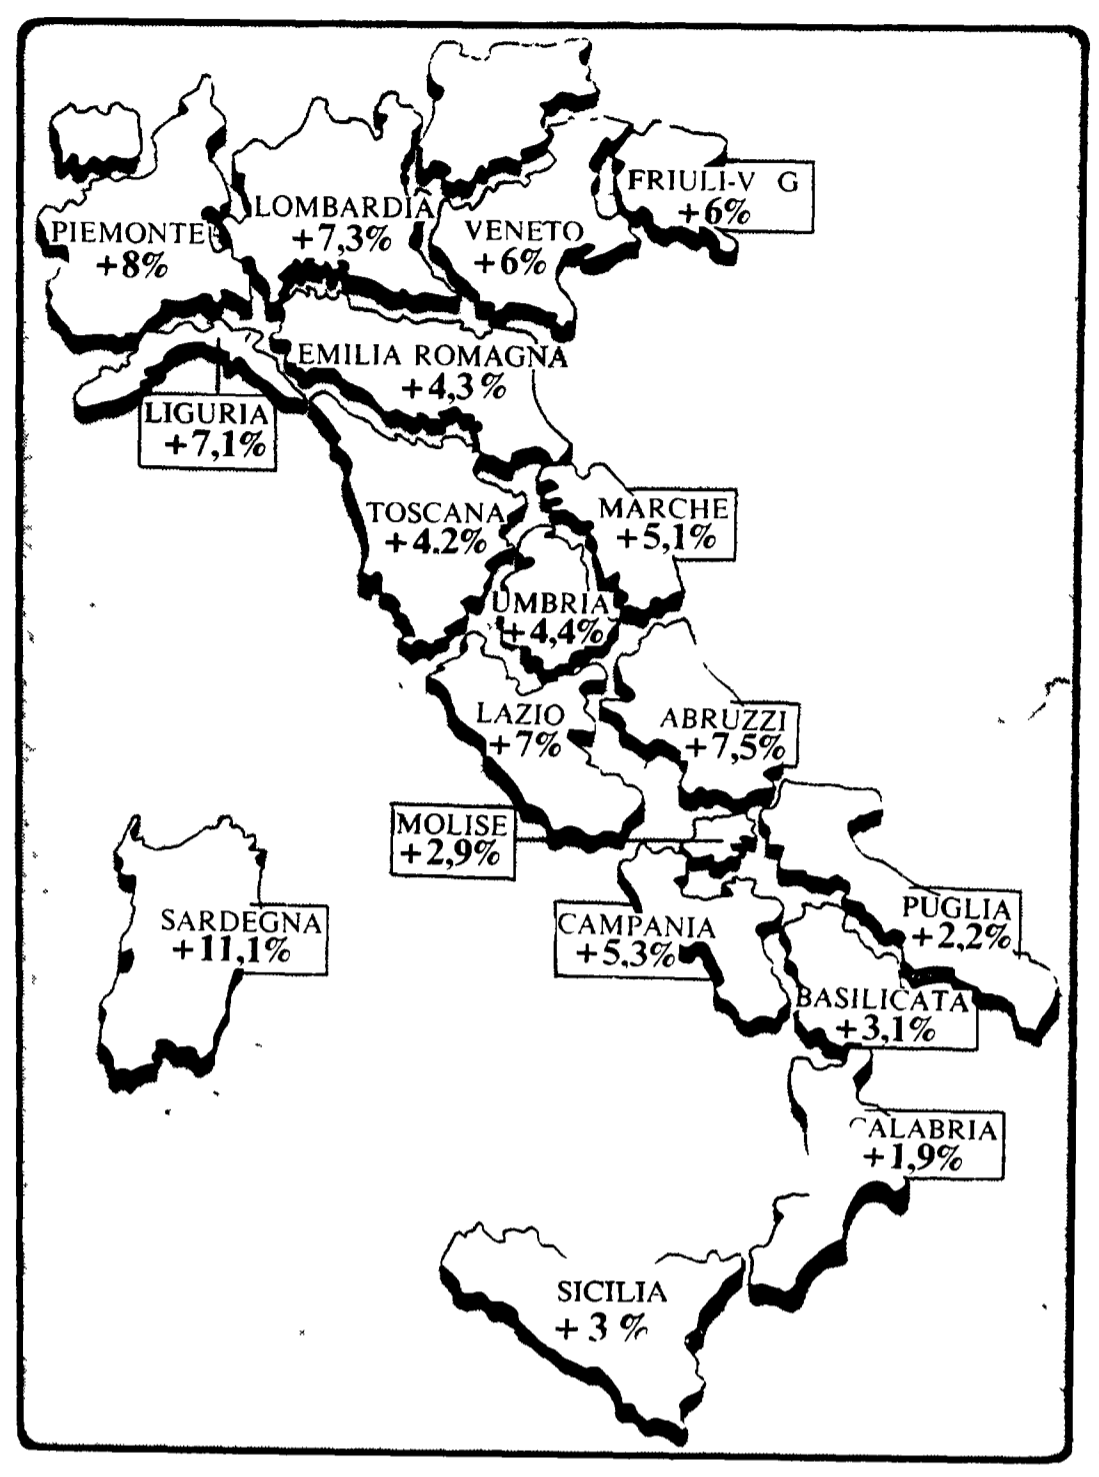 FRIULI-V G
+6%
LOMBARDIA
+7,3%
PIEMONTE
+8%
VENETO
+6%
EMILIA ROMAGNA
+4,3%
LIGURIA
+7,1%
TOSCANA
+4.2%
MARCHE
+5,1%
UMBRIA
+4,4%
LAZIO
+7%
ABRUZZI
+7,5%
MOLISE
+2,9%
SARDEGNA
+11,1%
CAMPANIA
+5.3%
PUGLIA
+2,2%
BASILICATA
+3,1%
CALABRIA
+1,9%
SICILIA
+3%